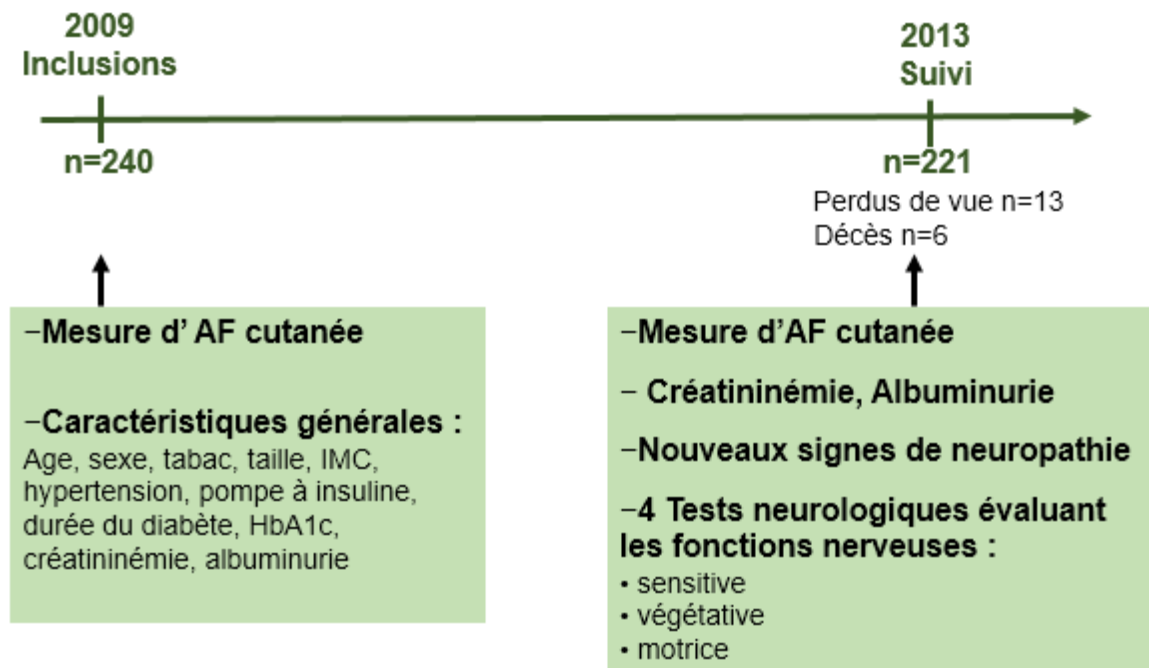 2009
Inclusions
2013
Suivi
n=240
n=221
Perdus de vue n=13
Décès n=6
−Mesure d’ AF cutanée
−Caractéristiques générales :
Age, sexe, tabac, taille, IMC,
hypertension, pompe à insuline,
durée du diabète, HbA1c,
créatininémie, albuminurie
−Mesure d’AF cutanée
− Créatininémie, Albuminurie
−Nouveaux signes de neuropathie
−4 Tests neurologiques évaluant
les fonctions nerveuses :
• sensitive
• végétative
• motrice